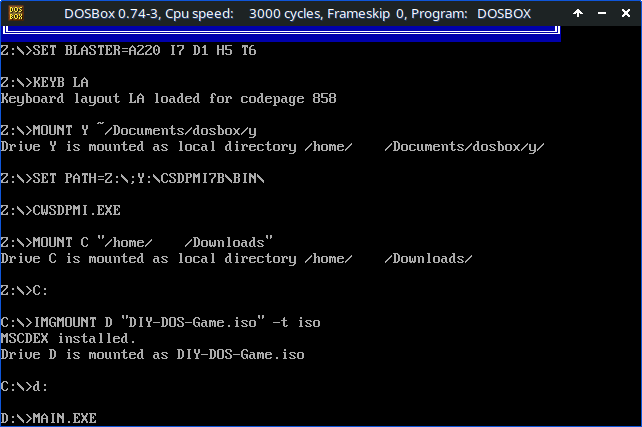 DOS BOX
DOSBox 0.74-3, Cpu speed: 3000 cycles, Frameskip 0, Program: DOSBOX
Z:\>SET BLASTER=A220 I7 D1 H5 T6
Z:\>KEYB LA
Keyboard layout LA loaded for codepage 858
Z:\>MOUNT Y ~/Documents/dosbox/y
Drive Y is mounted as local directory /home/ /Documents/dosbox/y/
Z:\>SET PATH=Z:\;Y:\CSDPMI7B\BIN\
Z:\>CWSDPMI.EXE
Z:\>MOUNT C "/home/ /Downloads"
Drive C is mounted as local directory /home/ /Downloads/
Z:\>C:
C:\>IMGMOUNT D "DIY-DOS-Game.iso" -t iso
MSCDEX installed.
Drive D is mounted as DIY-DOS-Game.iso
C:\>d:
D:\>MAIN.EXE